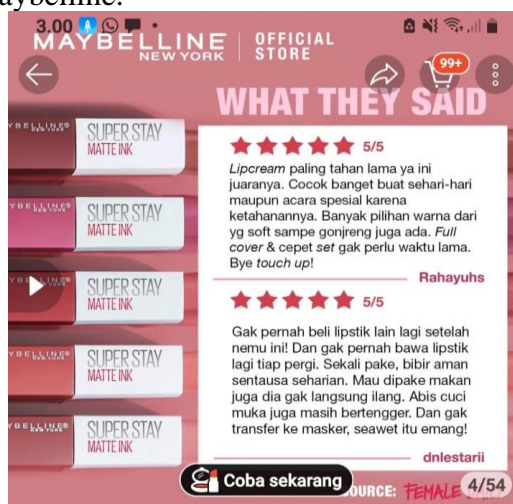 aybelline.
3.00
MAYBELLINE
NEW YORK
OFFICIAL
STORE
99+
WHAT THEY SAID
YBELLINE®
SUPER STAY
MATTE INK
5/5
Lipcream paling tahan lama ya ini
juaranya. Cocok banget buat sehari-hari
maupun acara spesial karena
ketahanannya. Banyak pilihan warna dari
yg soft sampe gonjreng juga ada. Full
cover & cepet set gak perlu waktu lama.
Bye touch up!
Rahayuhs
YBELLINE®
SUPER STAY
MATTE INK
SUPER STAY
MATTE INK
5/5
Gak pernah beli lipstik lain lagi setelah
nemu ini! Dan gak pernah bawa lipstik
lagi tiap pergi. Sekali pake, bibir aman
sentausa seharian. Mau dipake makan
juga dia gak langsung ilang. Abis cuci
muka juga masih bertengger. Dan gak
transfer ke masker, seawet itu emang!
dnlestarii
YBELLINE®
SUPER STAY
MATTE INK
YBELLINE®
SUPER STAY
MATTE INK
Coba sekarang
OURCE: FEMALE
4/54